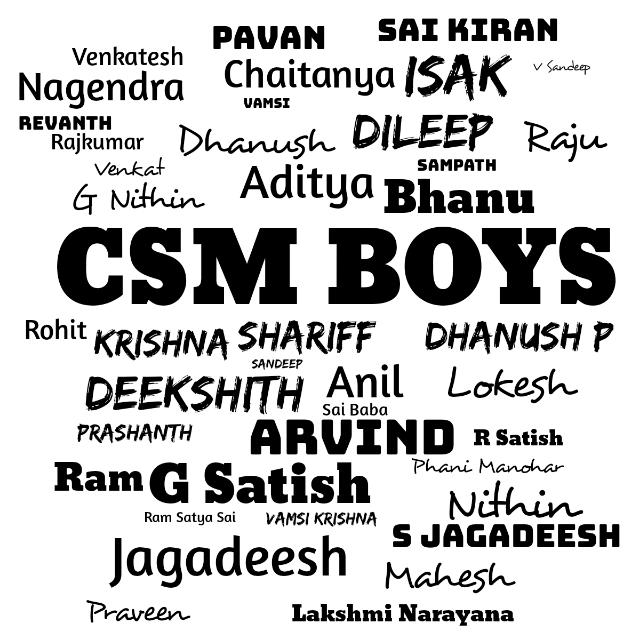 PAVAN
SAI KIRAN
Venkatesh
Nagendra
Chaitanya
ISAK
V Sandeep
VAMSI
REVANTH
Rajkumar
Dhanush
DILEEP
Raju
Venkat
SAMPATH
G Nithin
Aditya
Bhanu
CSM BOYS
Rohit
KRISHNA
SHARIFF
DHANUSH P
SANDEEP
DEEKSHITH
Anil
Lokesh
Sai Baba
PRASHANTH
ARVIND
R Satish
Ram
G Satish
Phani Manohar
Nithin
Ram Satya Sai
VAMSI KRISHNA
S JAGADEESH
Jagadeesh
Mahesh
Praveen
Lakshmi Narayana